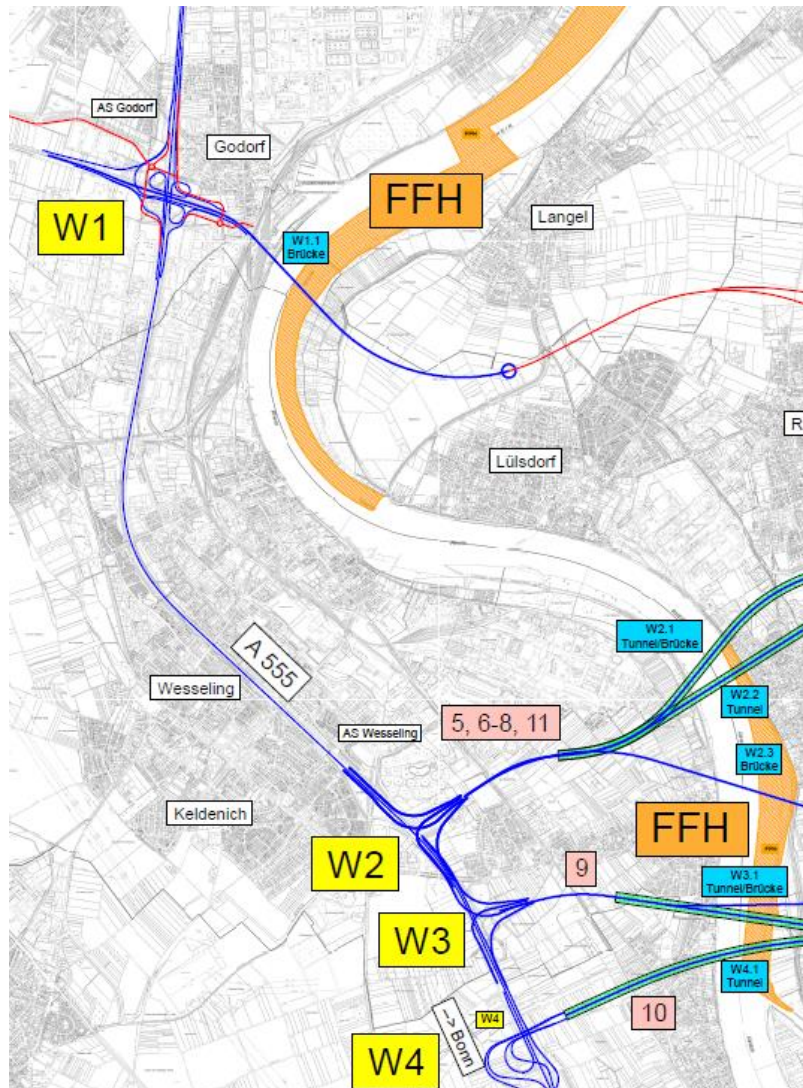 AS Godorf
Godorf
FFH
FFH
Langel
W1
W1.1
Brücke
Lülsdorf
R
W2.1
Tunnel/Brücke
A 555
Wesseling
W2.2
Tunnel
5, 6-8, 11
AS Wesseling
W2.3
Brücke
Keldenich
FFH
FFH
W2
9
W3.1
Tunnel/Brücke
W3
W4.1
Tunnel
10
W4
--> Bonn
W4